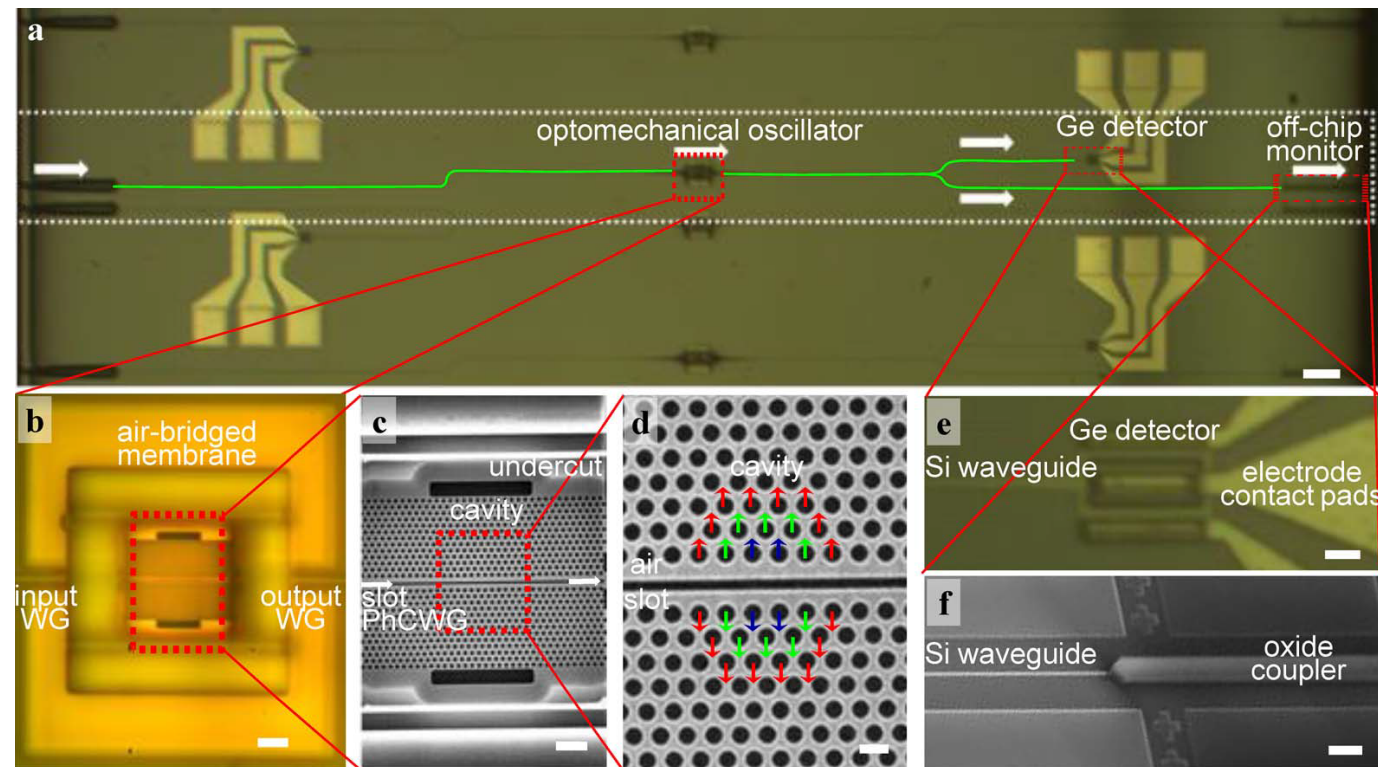 a
optomechanical oscillator
Ge detector
off-chip
monitor
b
air-bridged
membrane
input
WG
output
WG
c
undercut
cavity
slot
PhCWG
d
cavity
air
slot
e
Ge detector
Si waveguide
electrode
contact pads
f
Si waveguide
oxide
coupler